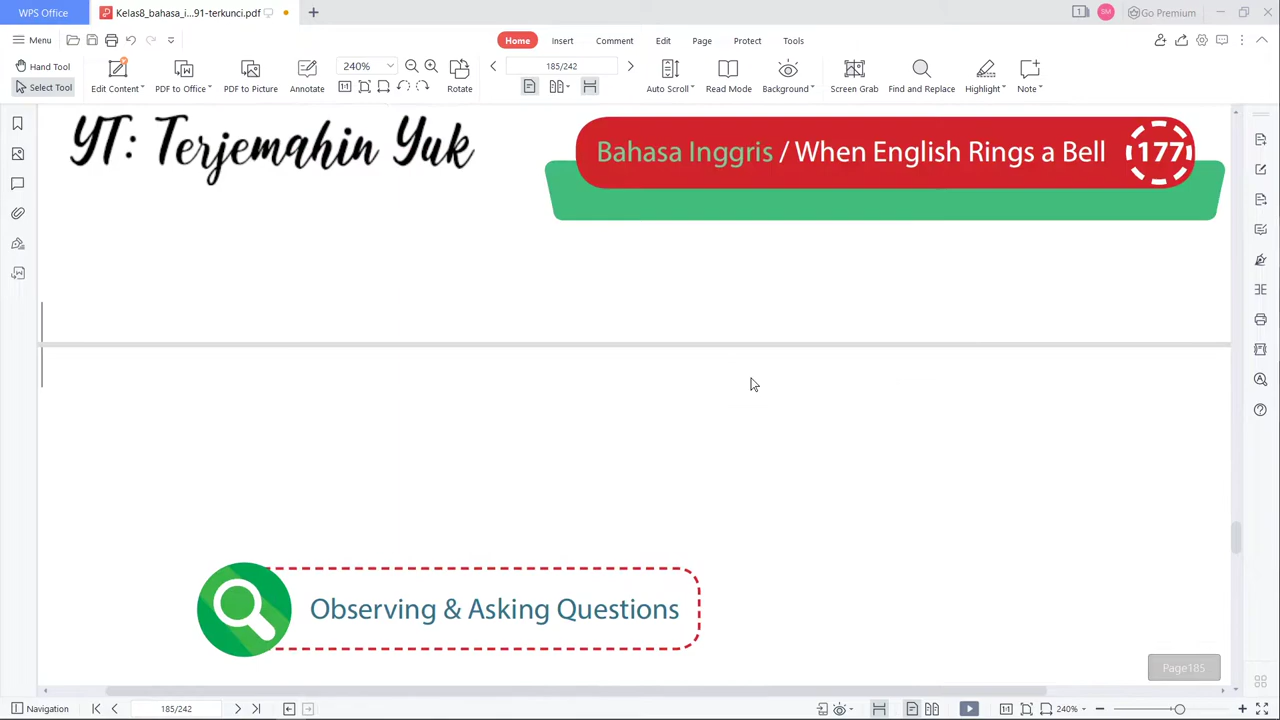 WPS Office
Kelas8_bahasa_i...91-terkunci.pdf
1
SM
Go Premium
Menu
Home
Insert
Comment
Edit
Page
Protect
Tools
Hand Tool
Select Tool
Edit Content
PDF to Office
PDF to Picture
Annotate
240%
Rotate
185/242
Auto Scroll
Read Mode
Background
Screen Grab
Find and Replace
Highlight
Note
YT: Terjemahin Yuk
Bahasa Inggris / When English Rings a Bell 177
Observing & Asking Questions
Page185
Navigation
185/242
240%